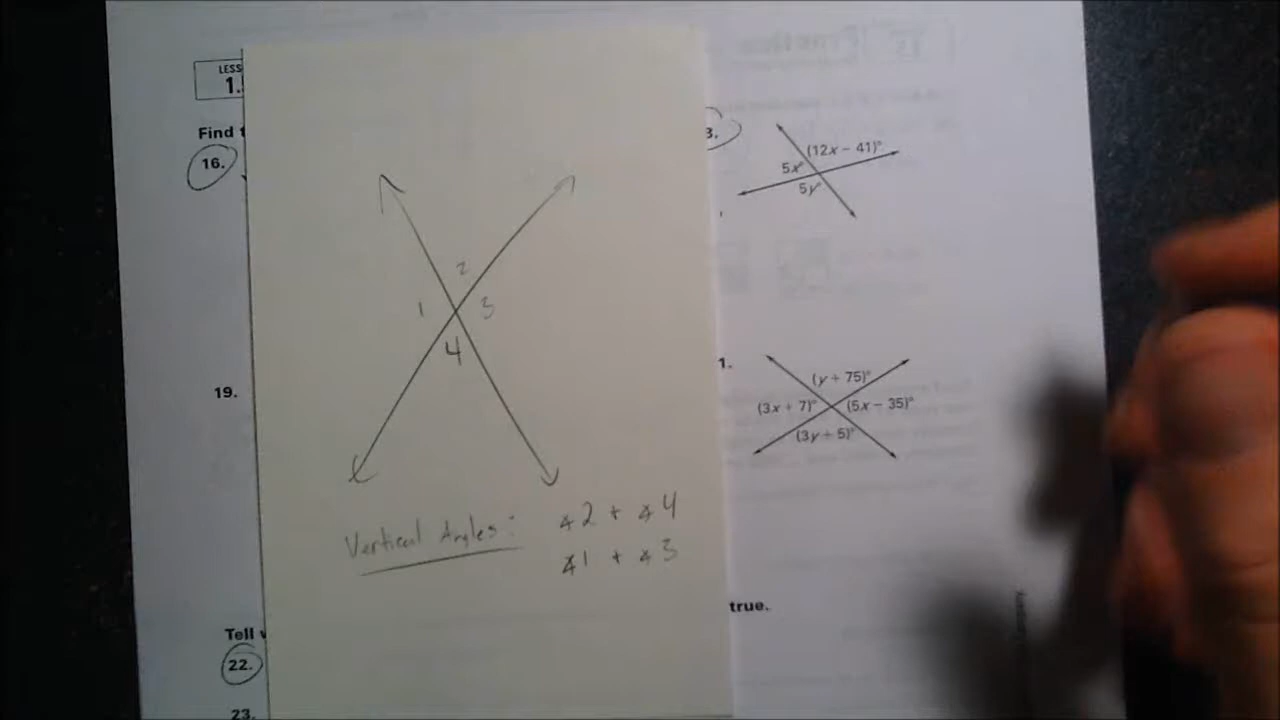 LESS
1.
Find t
16.
3.
(12x − 41)°
5x°
5y°
2
1
3
4
19.
1.
(y + 75)°
(3x + 7)°
(5x − 35)°
(3y + 5)°
Vertical Angles: ∡2 + ∡4
∡1 + ∡3
true.
Tell
22.
23.